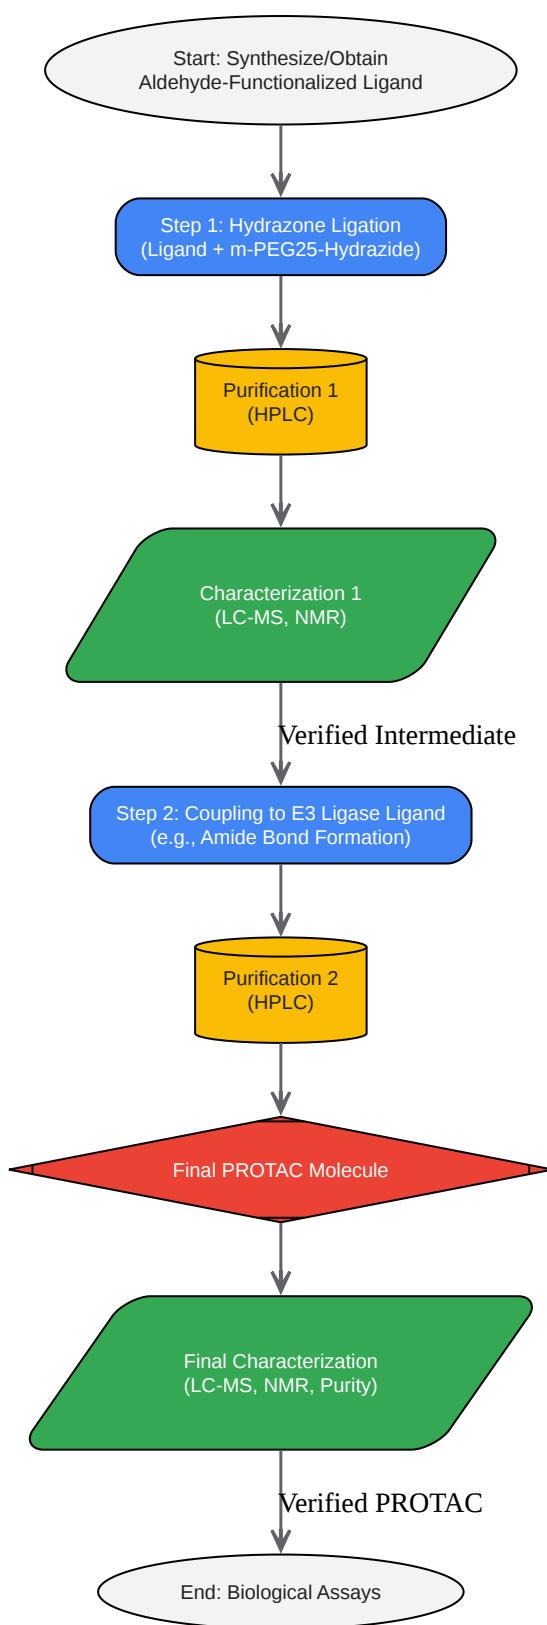 Start: Synthesize/Obtain
Aldehyde-Functionalized Ligand
Step 1: Hydrazone Ligation
(Ligand + m-PEG25-Hydrazide)
Purification 1
(HPLC)
Characterization 1
(LC-MS, NMR)
Verified Intermediate
Step 2: Coupling to E3 Ligase Ligand
(e.g., Amide Bond Formation)
Purification 2
(HPLC)
Final PROTAC Molecule
Final Characterization
(LC-MS, NMR, Purity)
Verified PROTAC
End: Biological Assays